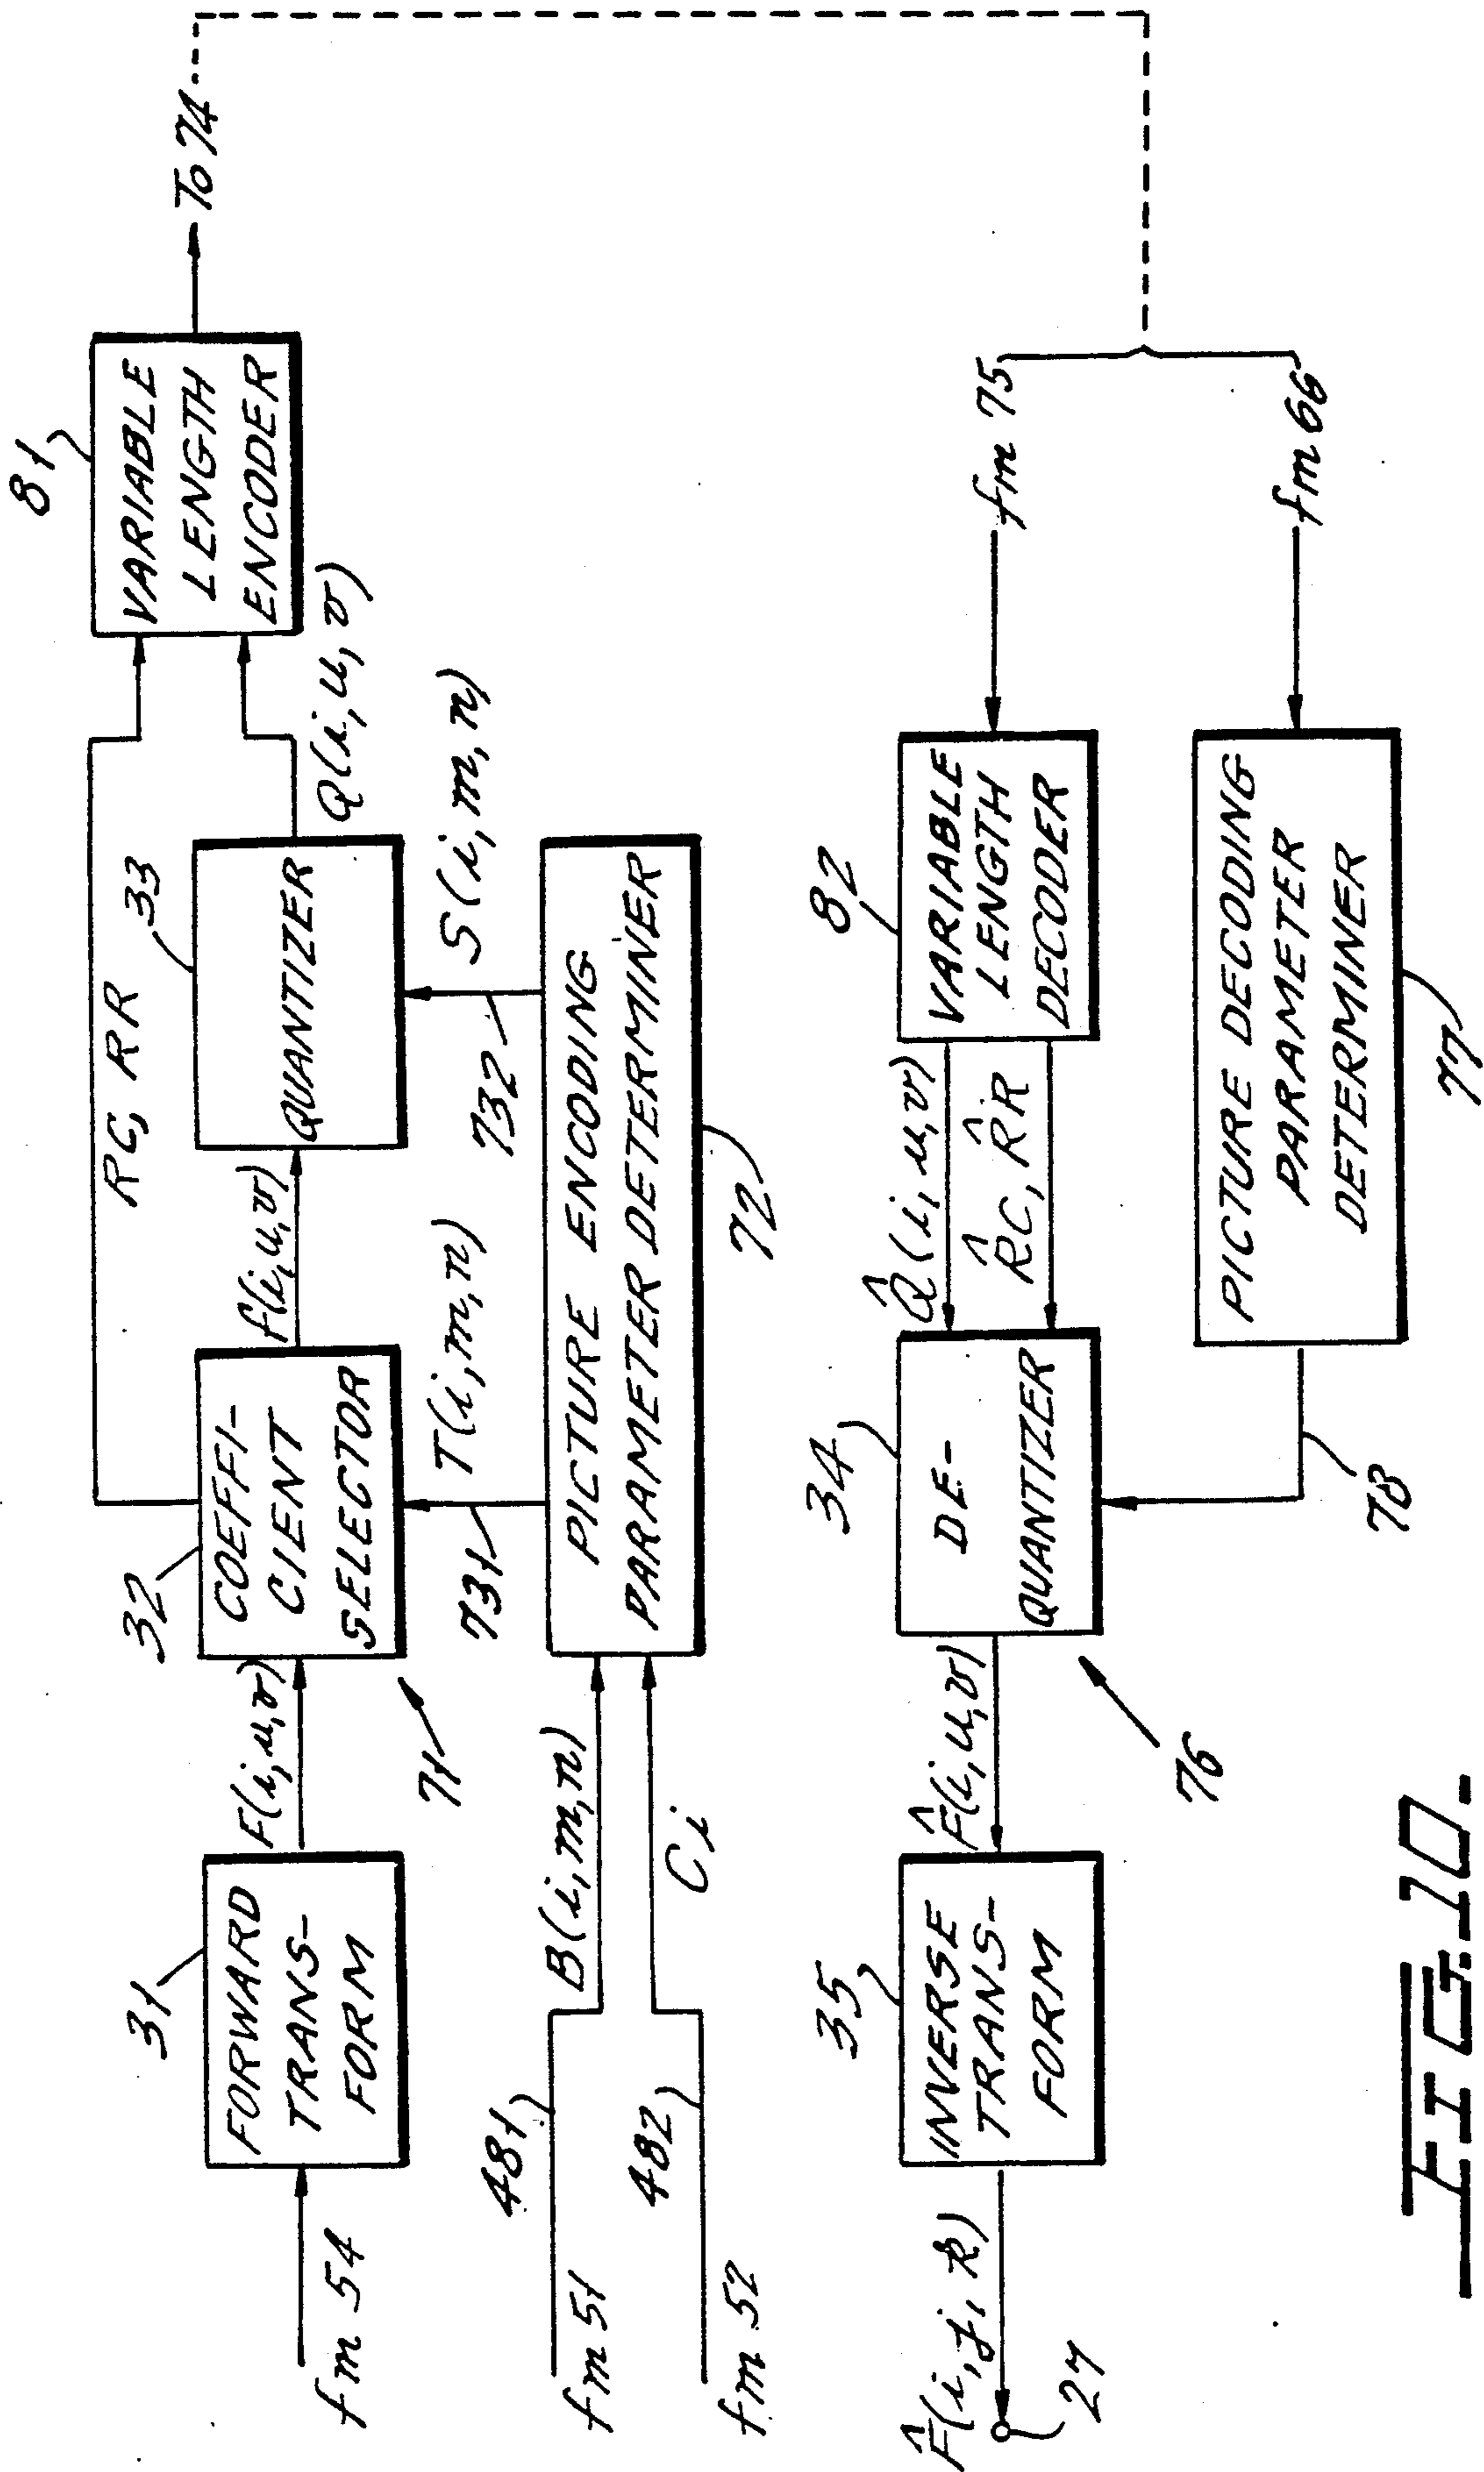 31
FORWARD
TRANS-
FORM
fm 54
F(i,u,v)
32
COEFFI-
CIENT
SELECTOR
71
f(i,u,v)
RC, RR
33
QUANTIZER
Q(i,u,v)
81
VARIABLE
LENGTH
ENCODER
To 74
731
T(i,m,n)
732
S(i,m,n)
481
fm 51
B(i,m,n)
482
fm 52
Ci
PICTURE ENCODING
PARAMETER DETERMINER
72
F̂(i,j,k)
27
35
INVERSE
TRANS-
FORM
F̂(i,u,v)
76
34
DE-
QUANTIZER
Q̂(i,u,v)
R̂C, R̂R
82
VARIABLE
LENGTH
DECODER
fm 75
78
PICTURE DECODING
PARAMETER
DETERMINER
77
fm 66
FIG.10.